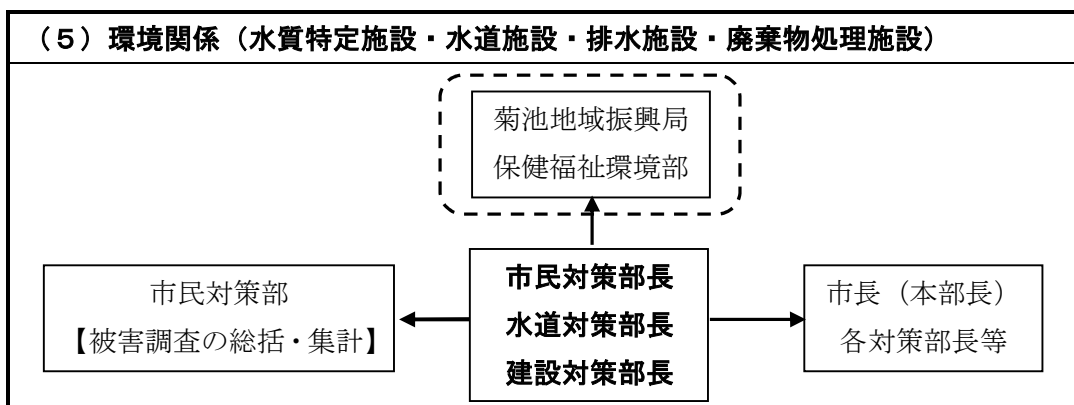 (5)環境関係(水質特定施設・水道施設・排水施設・廃棄物処理施設)
菊池地域振興局
保健福祉環境部
市民対策部長
水道対策部長
建設対策部長
市民対策部
【被害調査の総括・集計】
市長(本部長)
各対策部長等